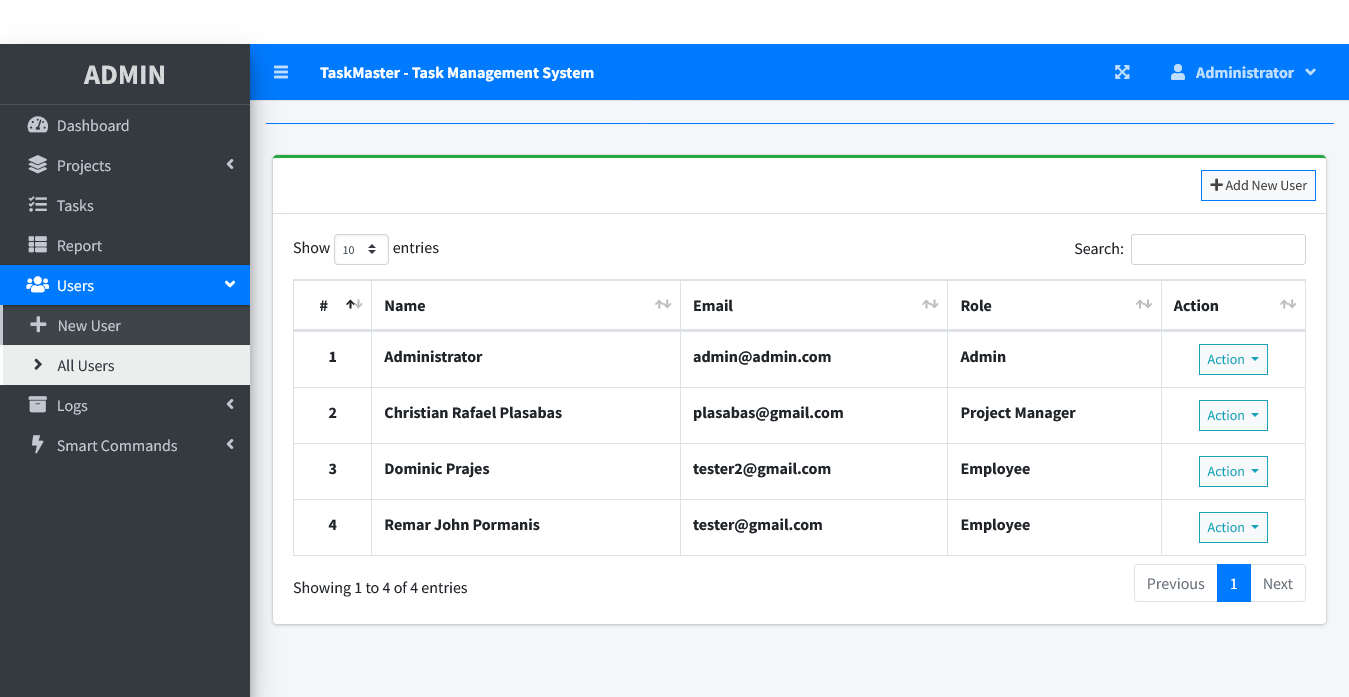 ADMIN
TaskMaster - Task Management System
Administrator
Dashboard
Projects
Tasks
Report
Users
New User
All Users
Logs
Smart Commands
Add New User
Show 10 entries
Search:
# Name Email Role Action
1 Administrator admin@admin.com Admin Action
2 Christian Rafael Plasabas plasabas@gmail.com Project Manager Action
3 Dominic Prajes tester2@gmail.com Employee Action
4 Remar John Pormanis tester@gmail.com Employee Action
Showing 1 to 4 of 4 entries
Previous 1 Next